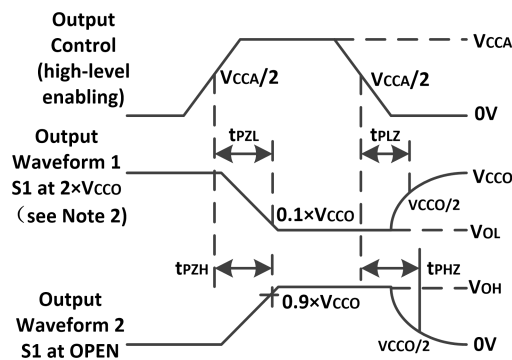 Output
Control
(high-level
enabling)
VCCA/2
VCCA/2
VCCA
0V
tPZL
tPLZ
Output
Waveform 1
S1 at 2×VCCO
（see Note 2）
0.1×VCCO
VCCO
VCCO/2
VOL
tPZH
tPHZ
Output
Waveform 2
S1 at OPEN
0.9×VCCO
VOH
VCCO/2
0V